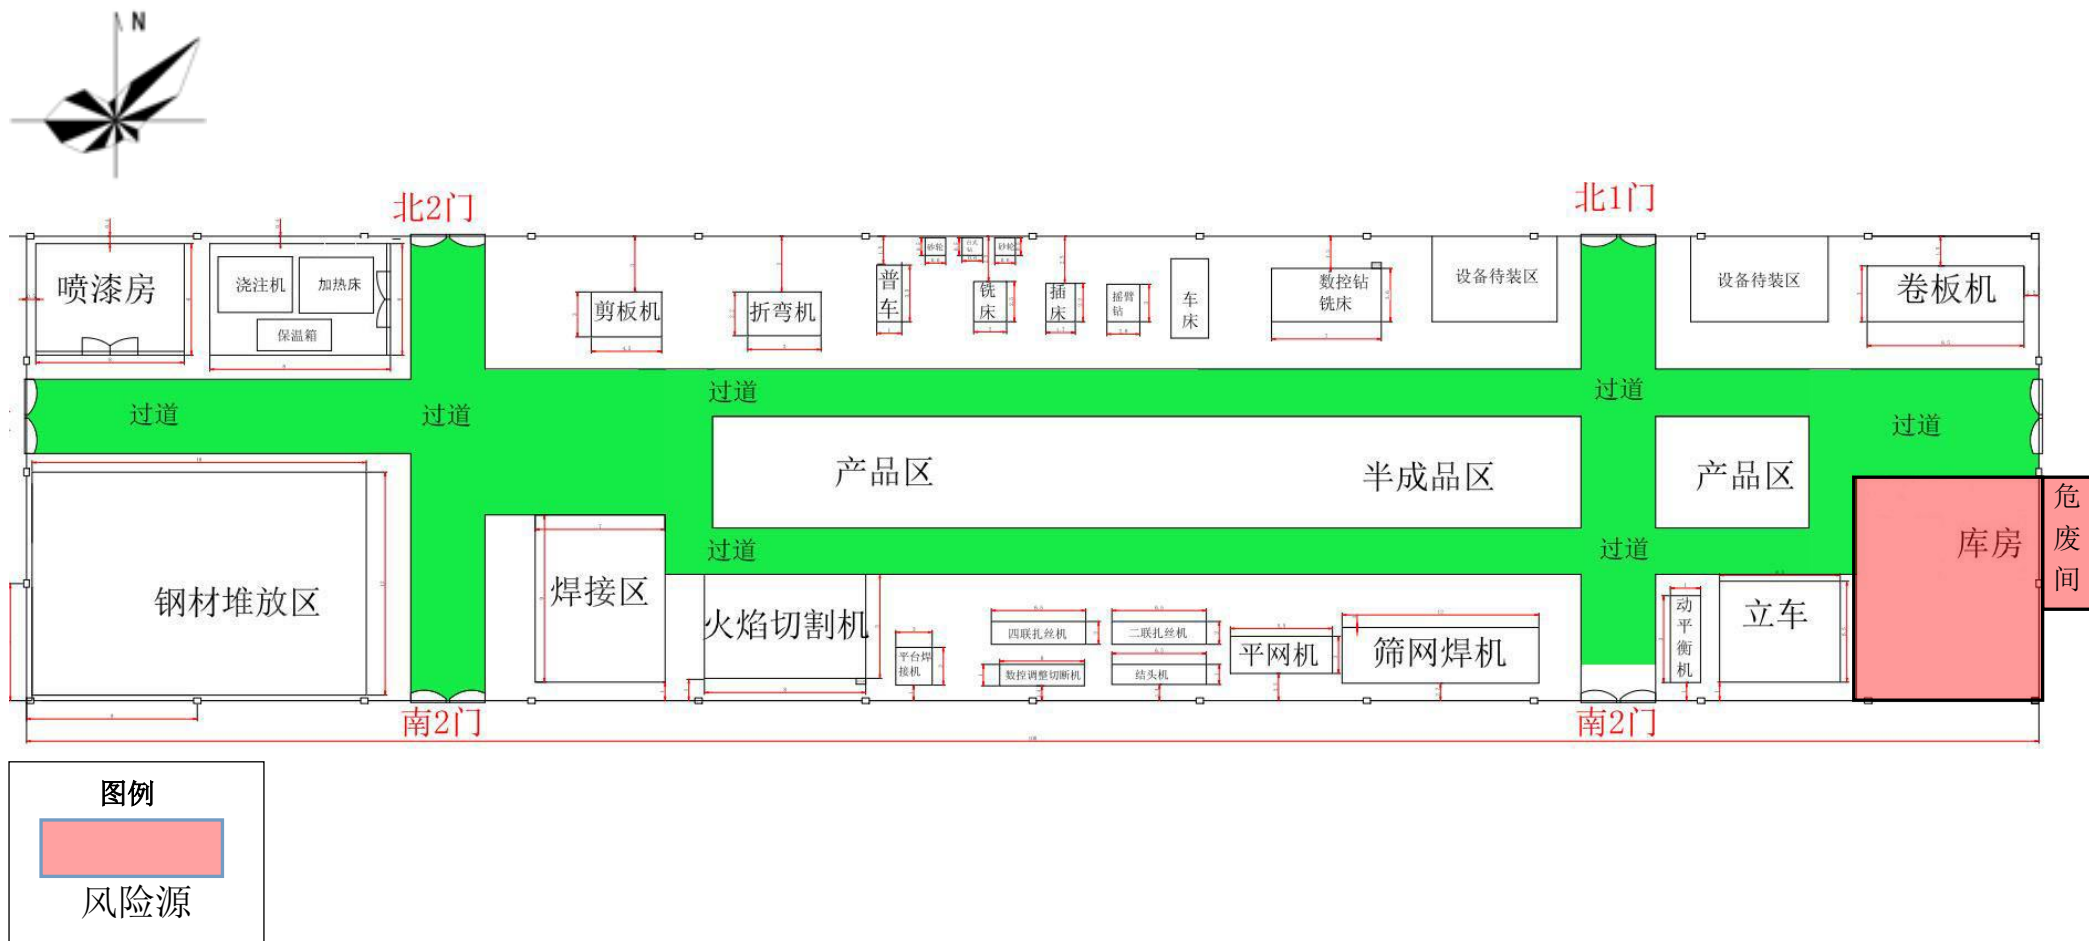 N
北2门
北1门
喷漆房
浇注机
加热床
保温箱
剪板机
折弯机
普
车
砂轮
砂轮
铣
床
插
床
摇臂
钻
车
床
数控钻
铣床
设备待装区
设备待装区
卷板机
过道
过道
过道
过道
过道
产品区
半成品区
产品区
过道
过道
库房
危
废
间
钢材堆放区
焊接区
火焰切割机
平台焊
接机
四联扎丝机
二联扎丝机
数控调整切断机
结头机
平网机
筛网焊机
动
平
衡
机
立车
南2门
南2门
图例
风险源